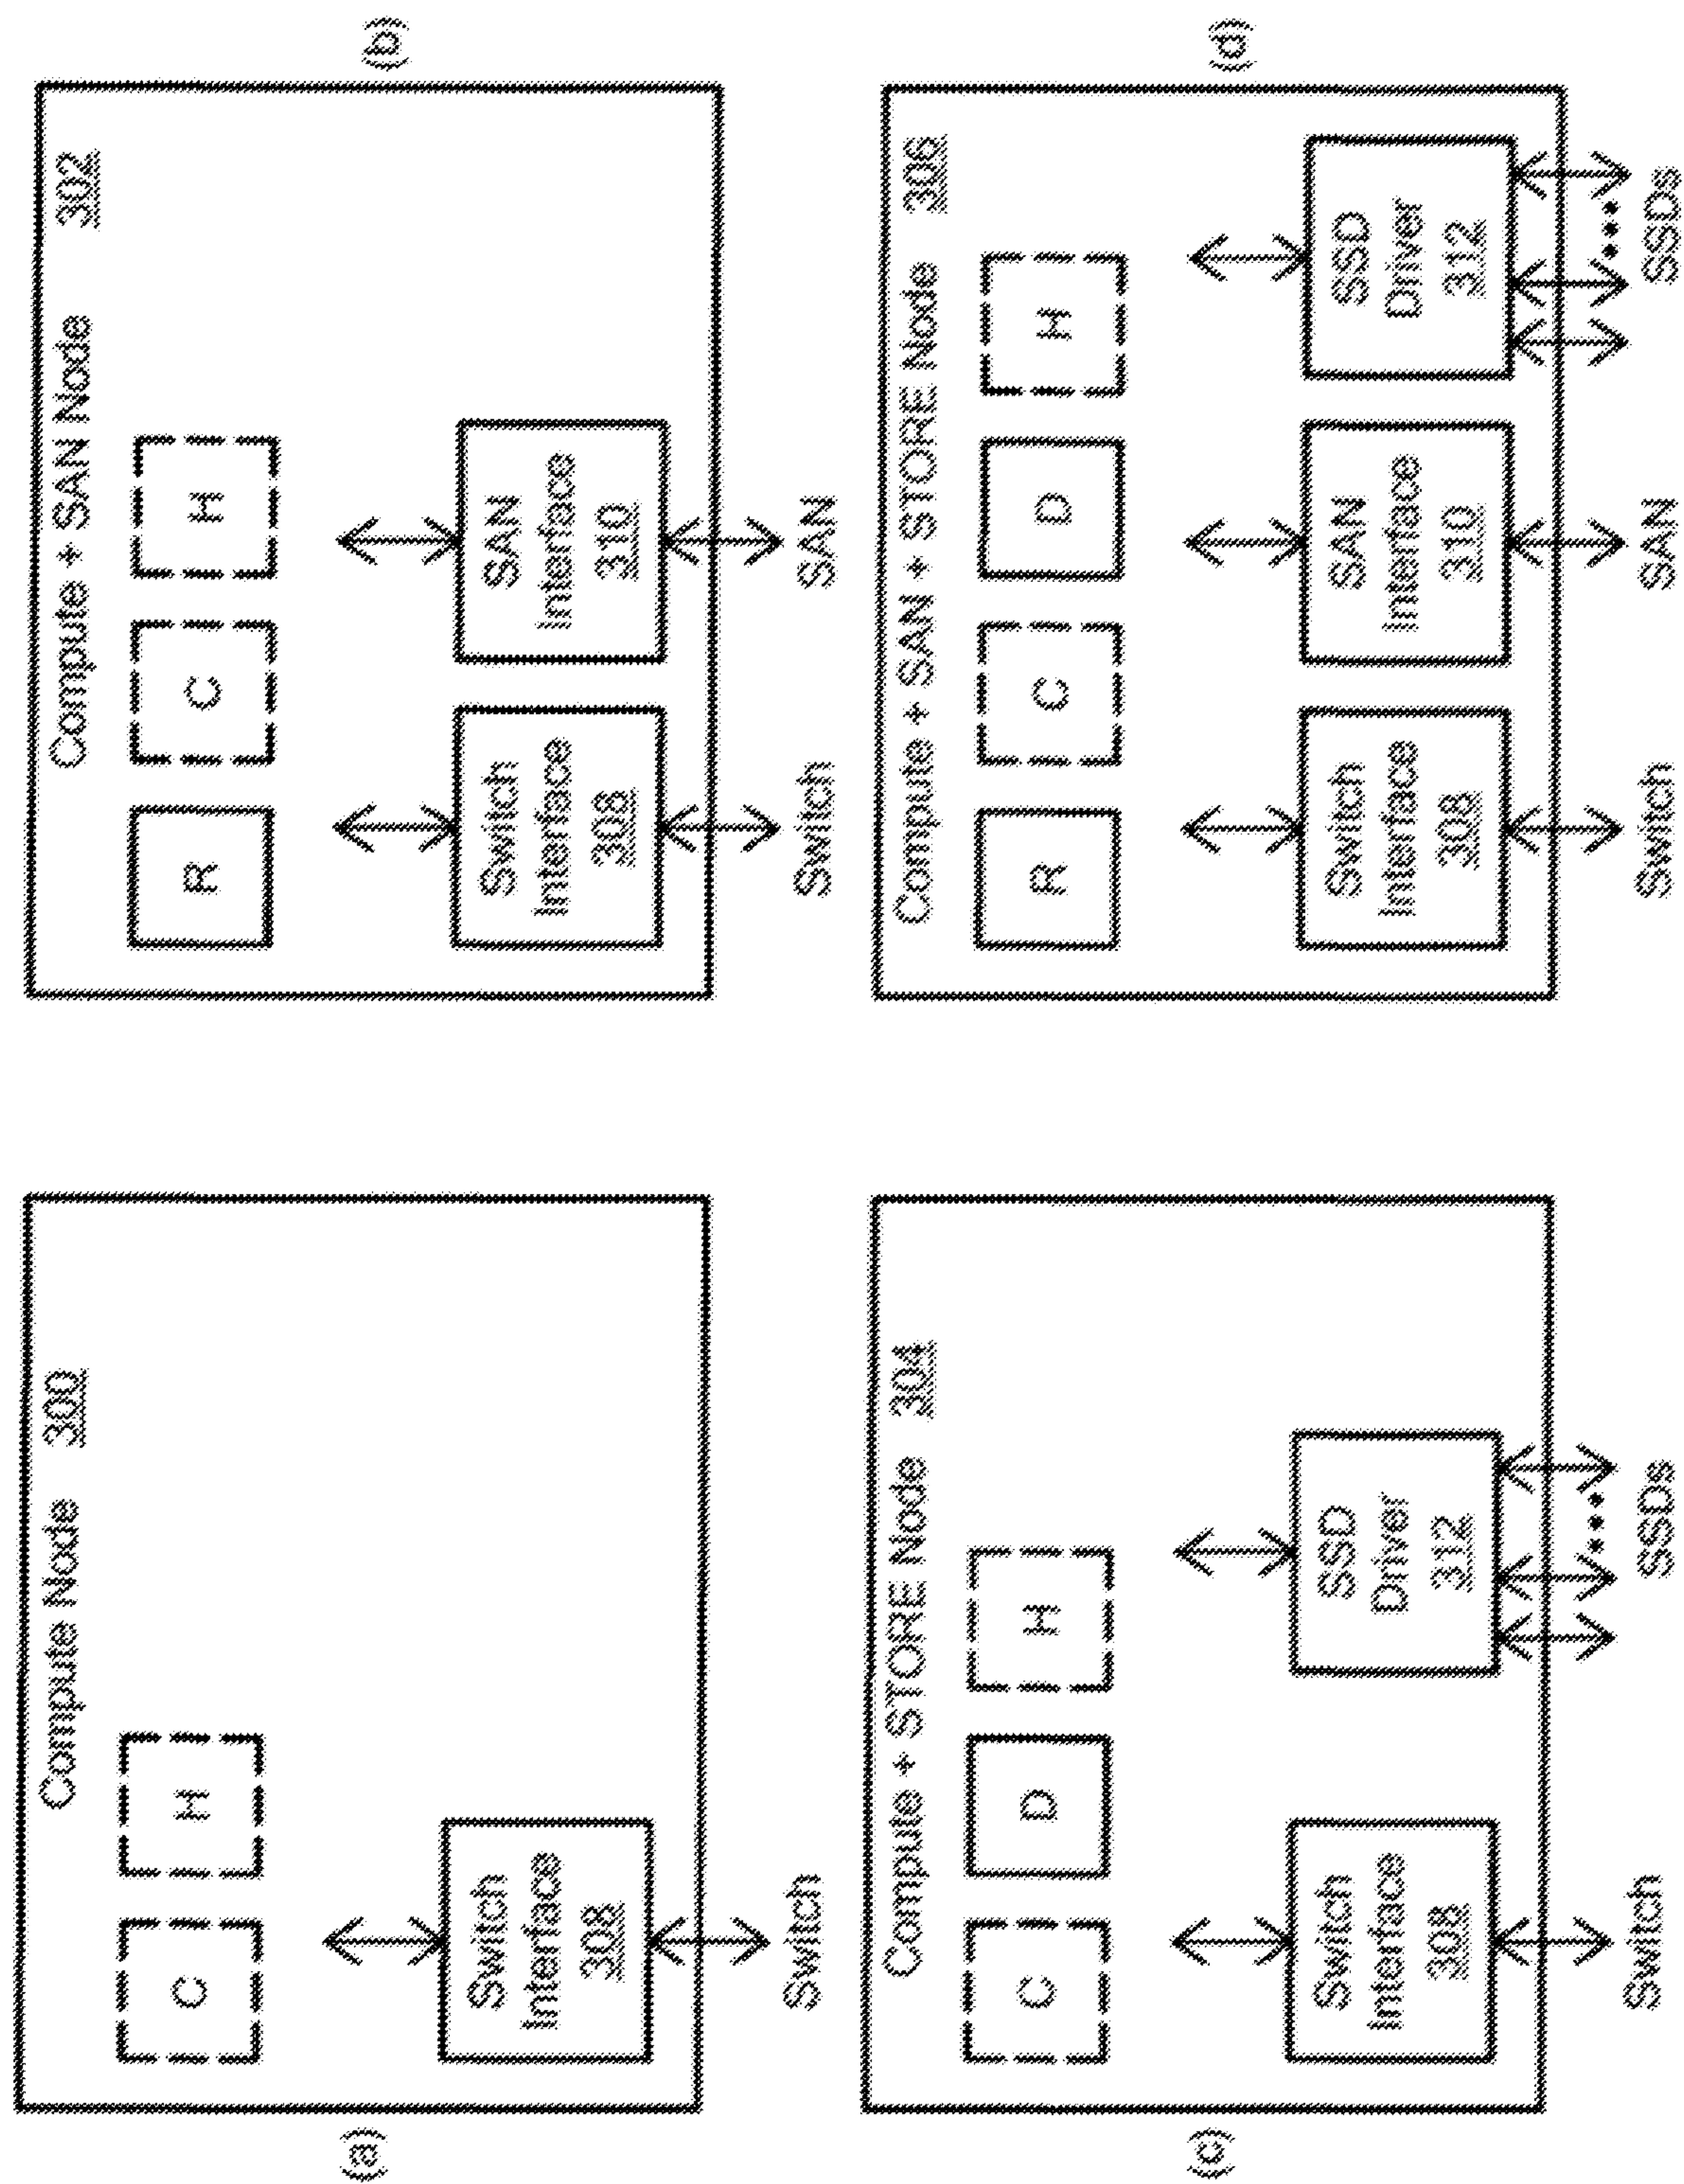 (a)
Compute Node 300
C H
Switch
Interface
308
Switch
(b)
Compute + SAN Node 302
R C H
Switch
Interface
308
SAN
Interface
310
Switch
SAN
(c)
Compute + STORE Node 304
C D H
Switch
Interface
308
SSD
Driver
312
Switch
SSDs
(d)
Compute + SAN + STORE Node 306
R C D H
Switch
Interface
308
SAN
Interface
310
SSD
Driver
312
Switch
SAN
SSDs